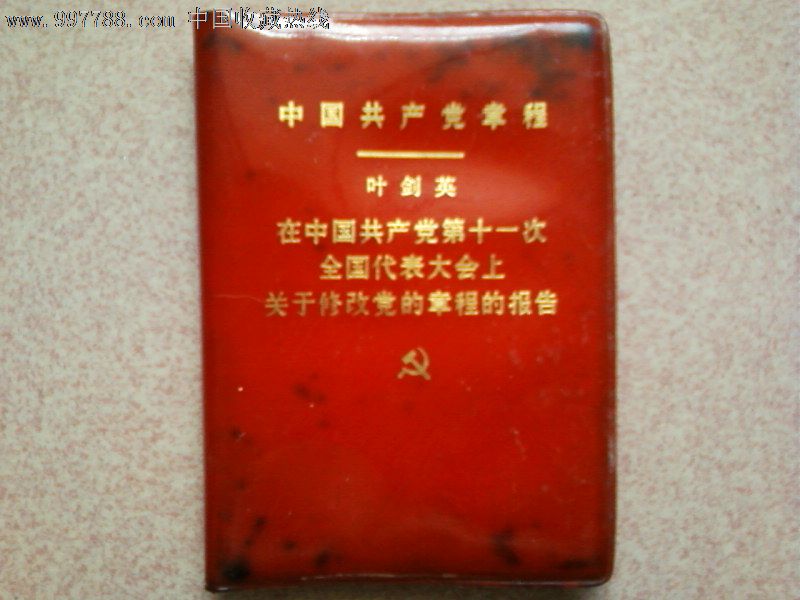 www.997788.com 中国收藏热线
中国共产党章程
叶剑英
在中国共产党第十一次
全国代表大会上
关于修改党的章程的报告